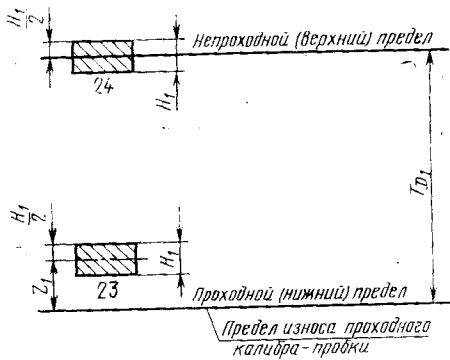 H₁/2
Непроходной (верхний) предел
24
H₁
T_D₁
H₁/2
Z₁
H₁
23
Проходной (нижний) предел
Предел износа проходного
калибра-пробки